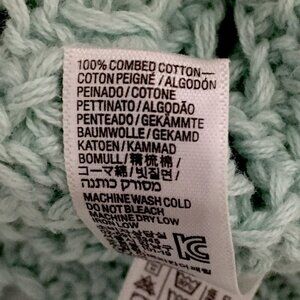 100% COMBED COTTON—
COTON PEIGNÉ/ALGODÓN
PEINADO/COTONE
PETTINATO/ALGODÃO
PENTEADO/GEKÄMMTE
BAUMWOLLE/GEKAMD
KATOEN/KAMMAD
BOMULL/精梳棉/
コーマ綿/빗질면/
מסורק כותנה
MACHINE WASH COLD
DO NOT BLEACH
MACHINE DRY LOW
IRON LOW